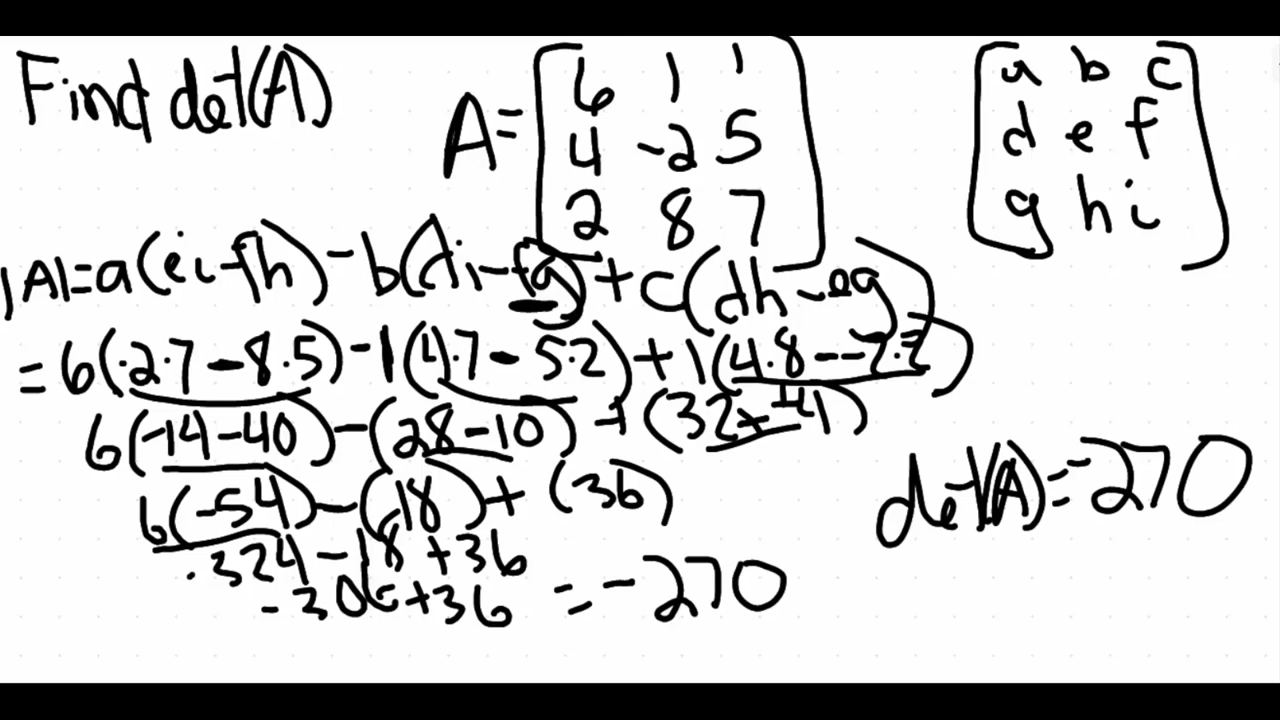 Find det(A)
A = [6 1 1
4 -2 5
2 8 7]
[a b c
d e f
g h i]
|A| = a(ei-fh) - b(di-fg) + c(dh-eg)
= 6(-2·7 - 8·5) - 1(4·7 - 5·2) + 1(4·8 - -2·2)
6(-14-40) - (28-10) + (32+4)
6(-54) - (18) + (36)
-324 - 18 + 36
-306 + 36 = -270
det(A) = -270